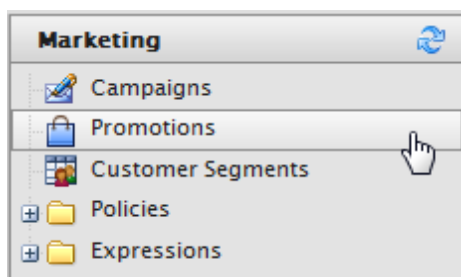 Marketing
Campaigns
Promotions
Customer Segments
Policies
Expressions